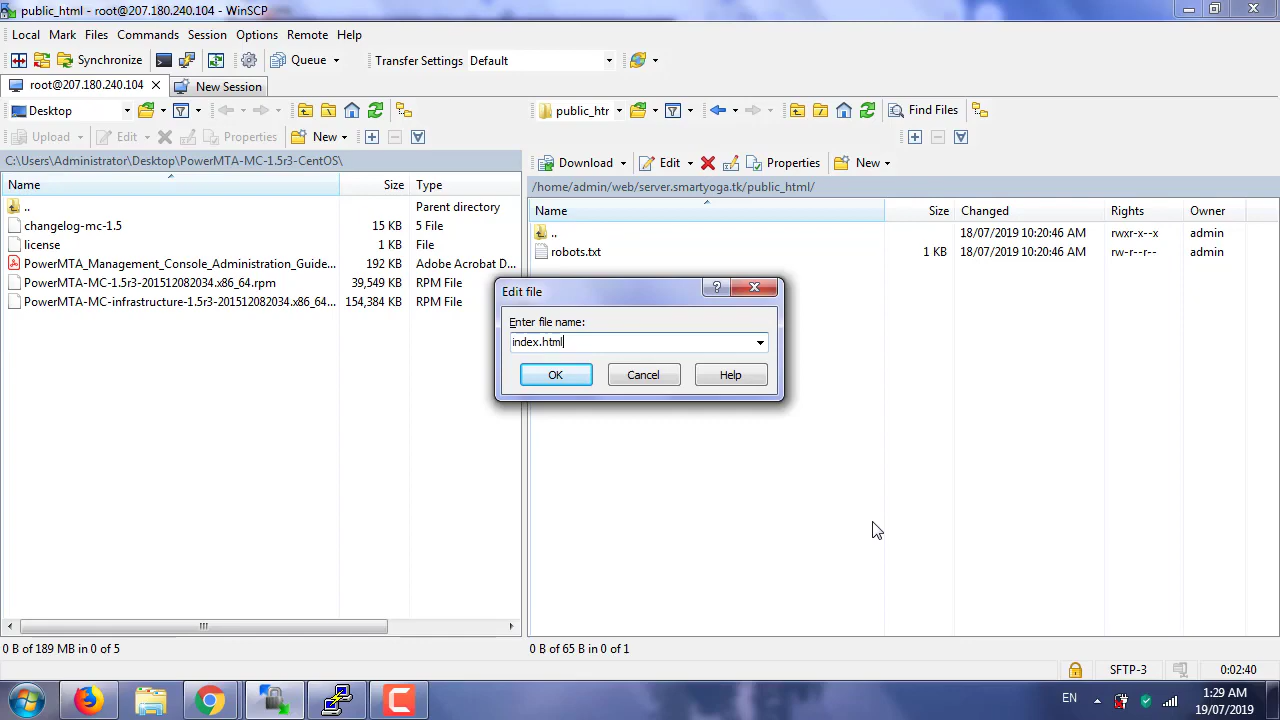 public_html - root@207.180.240.104 - WinSCP
Local Mark Files Commands Session Options Remote Help
Synchronize Queue Transfer Settings Default
root@207.180.240.104 New Session
Desktop public_htr Find Files
Upload Edit Properties New
Download Edit Properties New
C:\Users\Administrator\Desktop\PowerMTA-MC-1.5r3-CentOS\
/home/admin/web/server.smartyoga.tk/public_html/
Name Size Type
.. Parent directory
changelog-mc-1.5 15 KB 5 File
license 1 KB File
PowerMTA_Management_Console_Administration_Guide... 192 KB Adobe Acrobat D...
PowerMTA-MC-1.5r3-201512082034.x86_64.rpm 39,549 KB RPM File
PowerMTA-MC-infrastructure-1.5r3-201512082034.x86_64... 154,384 KB RPM File
Name Size Changed Rights Owner
.. 18/07/2019 10:20:46 AM rwxr-x--x admin
robots.txt 1 KB 18/07/2019 10:20:46 AM rw-r--r-- admin
Edit file
Enter file name:
index.html
OK Cancel Help
0 B of 189 MB in 0 of 5
0 B of 65 B in 0 of 1
SFTP-3 0:02:40
EN 1:29 AM
19/07/2019